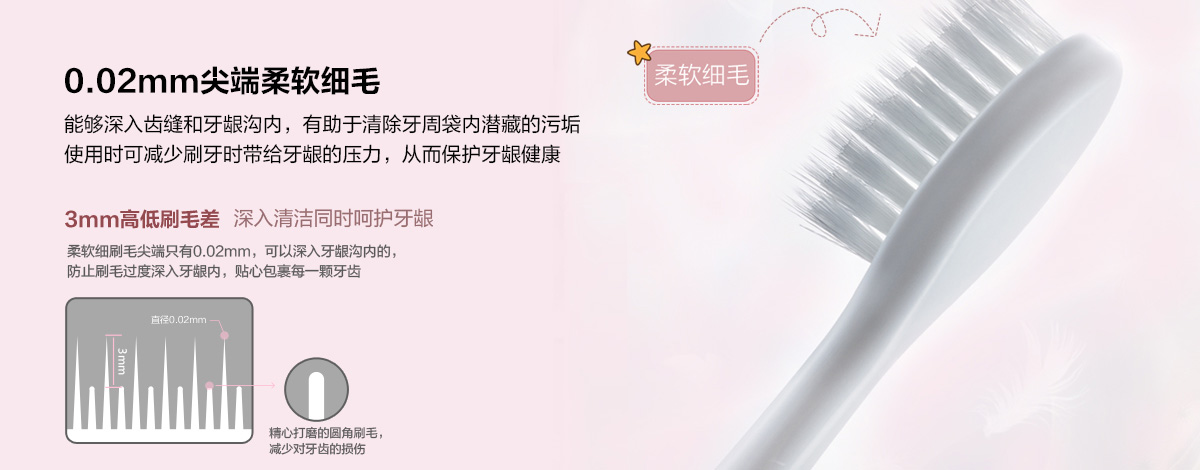 0.02mm尖端柔软细毛
能够深入齿缝和牙龈沟内，有助于清除牙周袋内潜藏的污垢
使用时可减少刷牙时带给牙龈的压力，从而保护牙龈健康
柔软细毛
3mm高低刷毛差 深入清洁同时呵护牙龈
柔软细刷毛尖端只有0.02mm，可以深入牙龈沟内的，
防止刷毛过度深入牙龈内，贴心包裹每一颗牙齿
直径0.02mm
3mm
精心打磨的圆角刷毛，
减少对牙齿的损伤